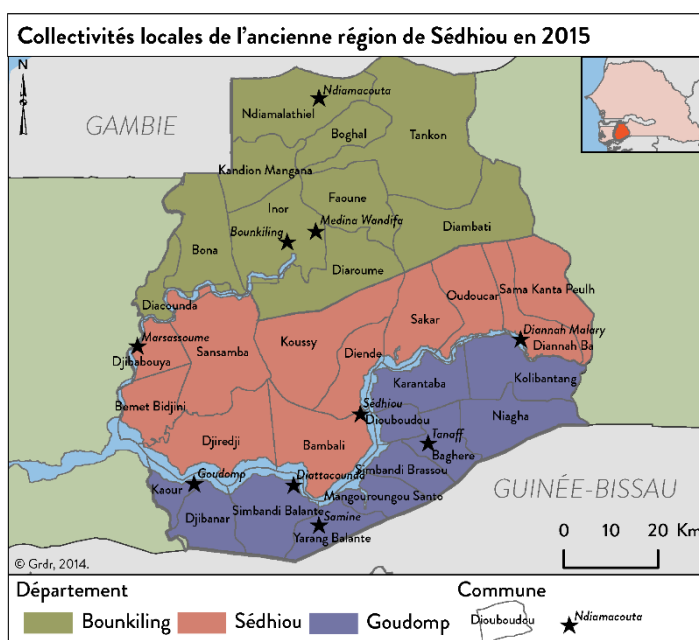 Collectivités locales de l'ancienne région de Sédhiou en 2015
N
GAMBIE
Ndiamacouta
Ndiamalathiel
Boghal
Tankon
Kandion Mangana
Faoune
Inor
Medina Wandifa
Bounkiling
Diambati
Bona
Diaroume
Sama Kanta Peulh
Oudoucar
Diacounda
Sakar
Marsassoume
Koussy
Diannah Malary
Sansamba
Diende
Diannah Ba
Djibabouya
Karantaba
Kolibantang
Bemet Bidjini
Sédhiou
Diouboudou
Niagha
Tanaff
Djiredji
Bambali
Baghere
Simbandi Brassou
Goudomp
Diattacounda
Kaour
Mangouroungou Santo
GUINÉE-BISSAU
Simbandi Balante
Djibanar
Samine
Yarang Balante
0 10 20 Km
© Grdr, 2014.
Département
Bounkiling
Sédhiou
Goudomp
Commune
Diouboudou
Ndiamacouta